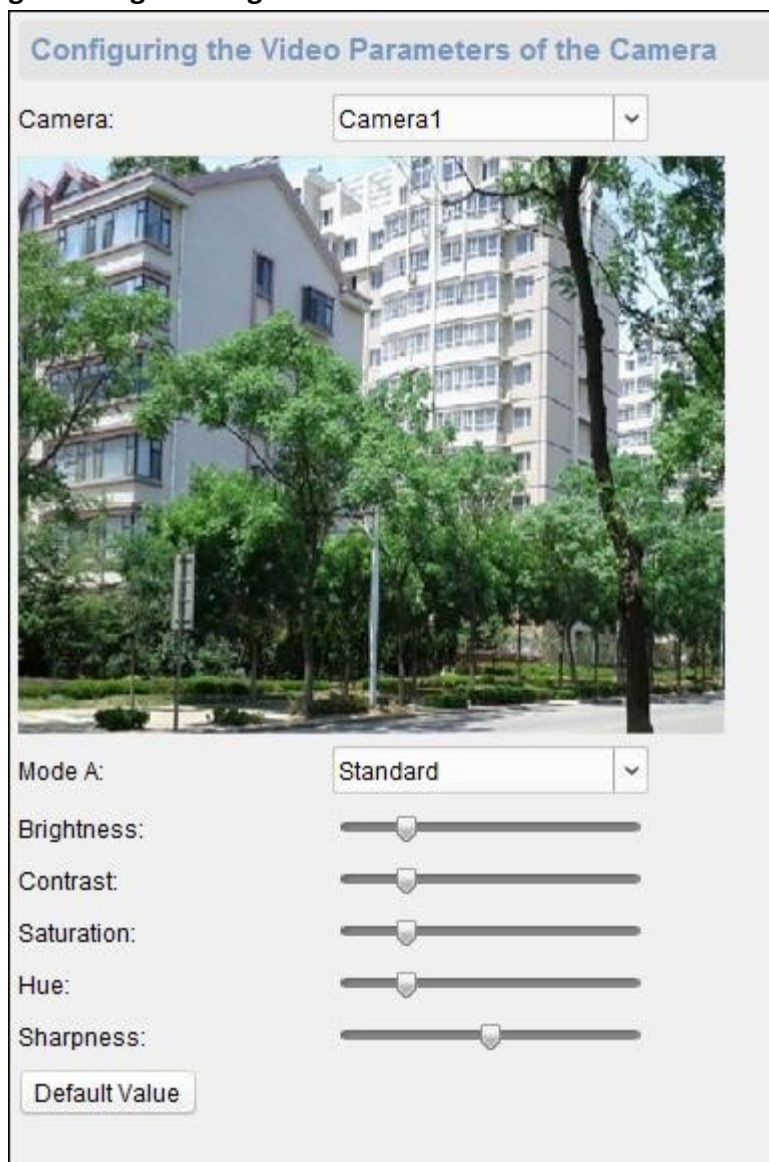 Configuring the Video Parameters of the Camera
Camera: Camera1
Mode A: Standard
Brightness:
Contrast:
Saturation:
Hue:
Sharpness:
Default Value